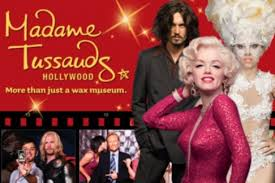 Madame
Tussauds
HOLLYWOOD
More than just a wax museum.